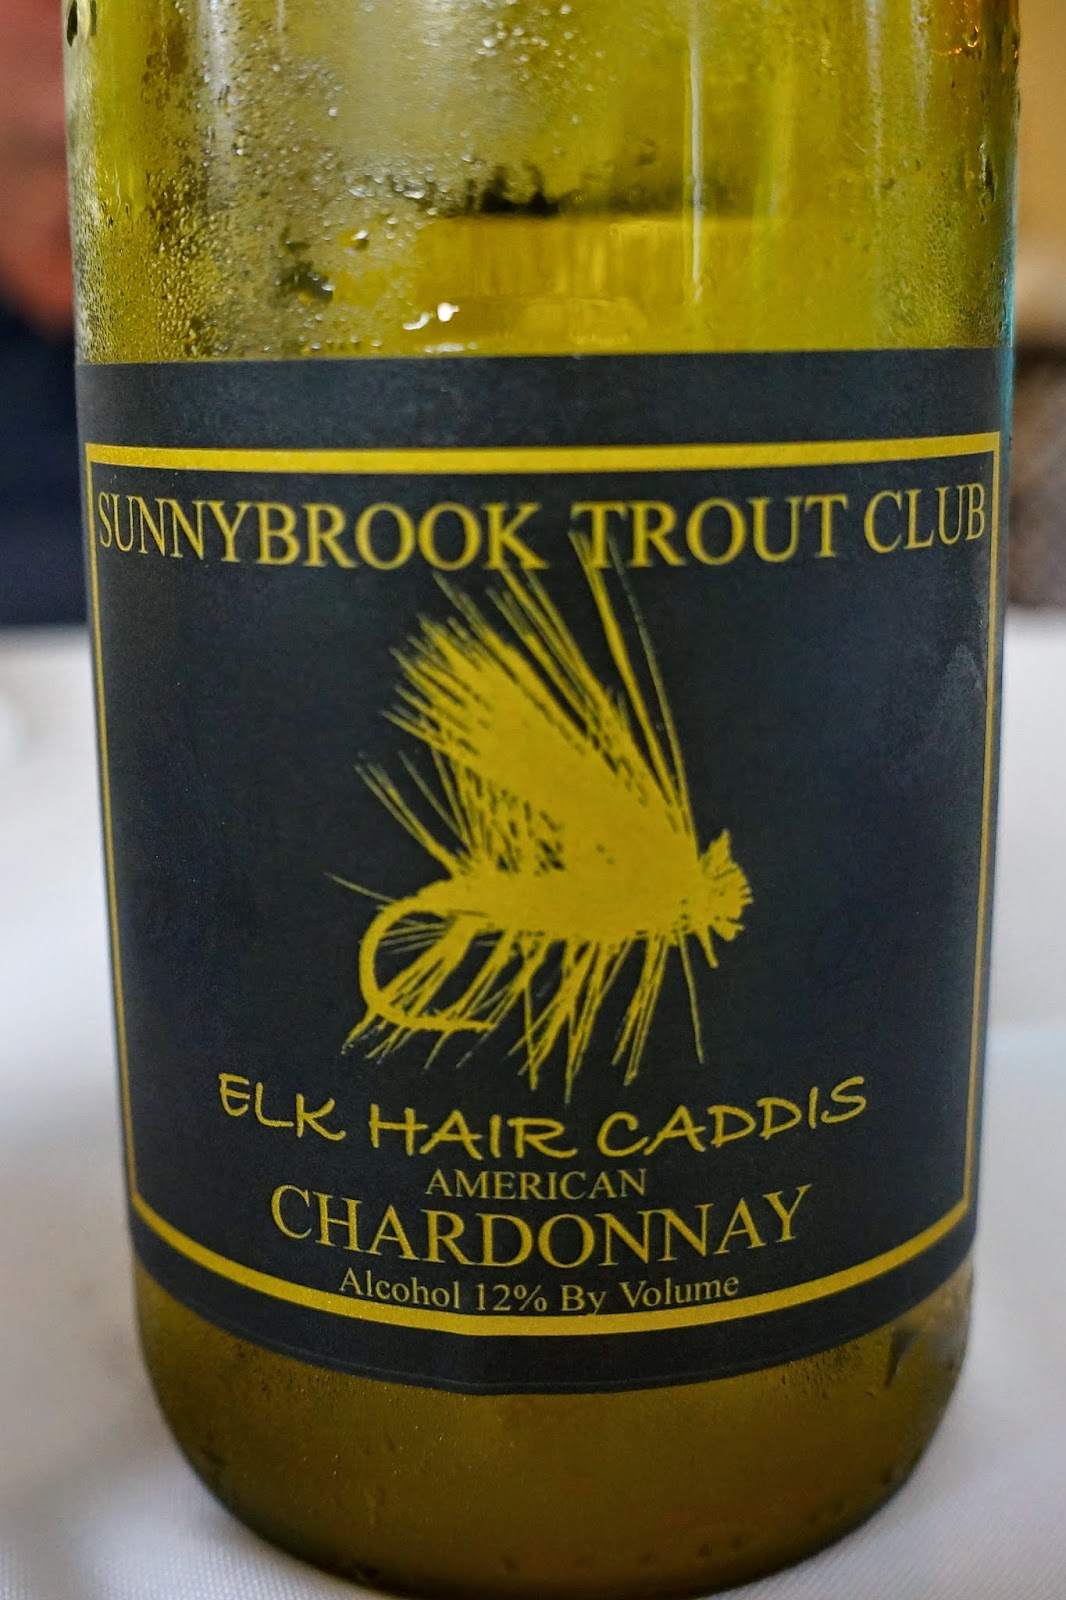 SUNNYBROOK TROUT CLUB
ELK HAIR CADDIS
AMERICAN
CHARDONNAY
Alcohol 12% By Volume